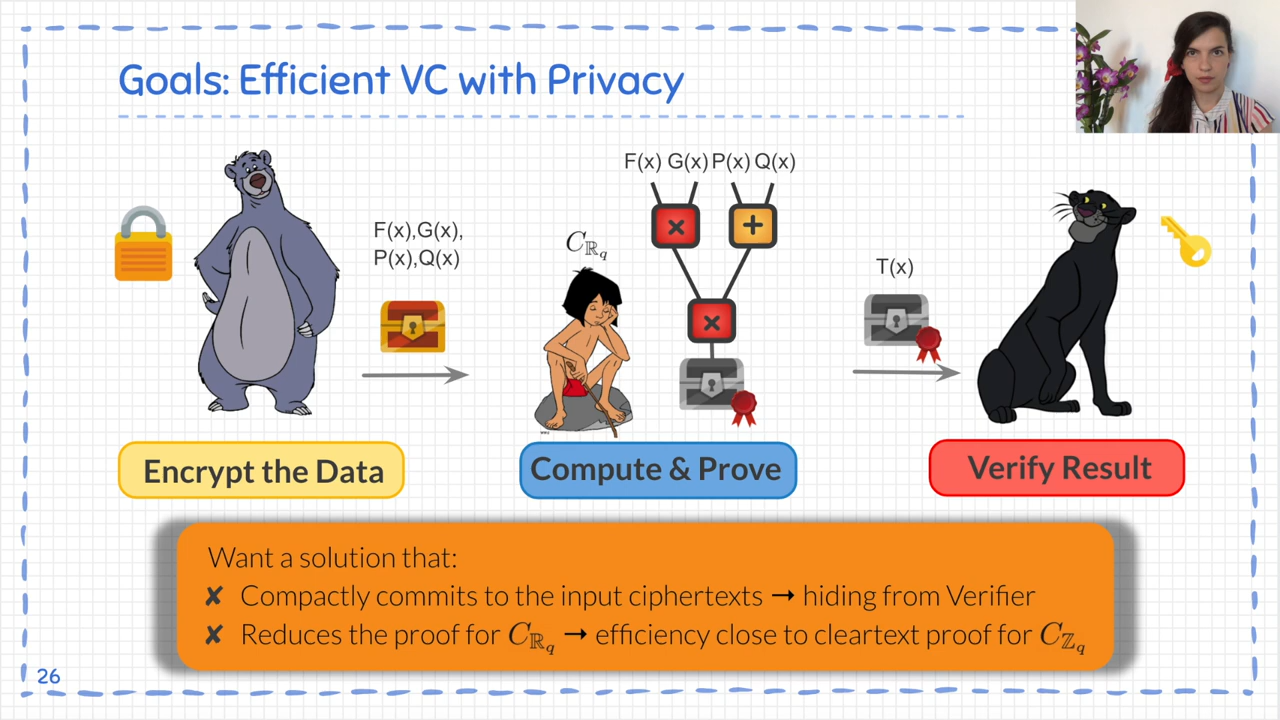 Goals: Efficient VC with Privacy
F(x) G(x) P(x) Q(x)
F(x),G(x),
P(x),Q(x)
C_{ℝ_q}
T(x)
Encrypt the Data
Compute & Prove
Verify Result
Want a solution that:
✘ Compactly commits to the input ciphertexts → hiding from Verifier
✘ Reduces the proof for C_{ℝ_q} → efficiency close to cleartext proof for C_{ℤ_q}
26